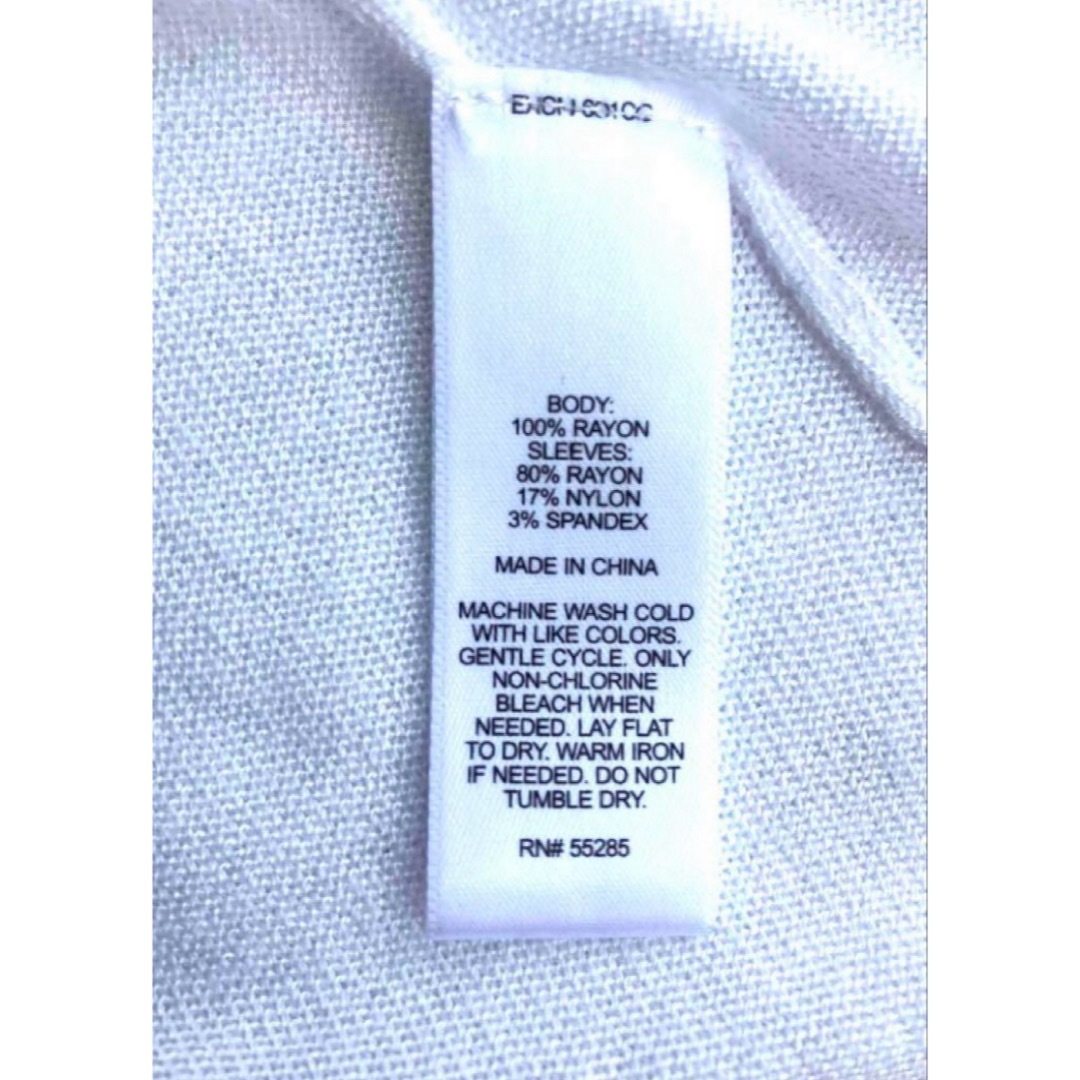 BODY:
100% RAYON
SLEEVES:
80% RAYON
17% NYLON
3% SPANDEX
MADE IN CHINA
MACHINE WASH COLD
WITH LIKE COLORS.
GENTLE CYCLE. ONLY
NON-CHLORINE
BLEACH WHEN
NEEDED. LAY FLAT
TO DRY. WARM IRON
IF NEEDED. DO NOT
TUMBLE DRY.
RN# 55285